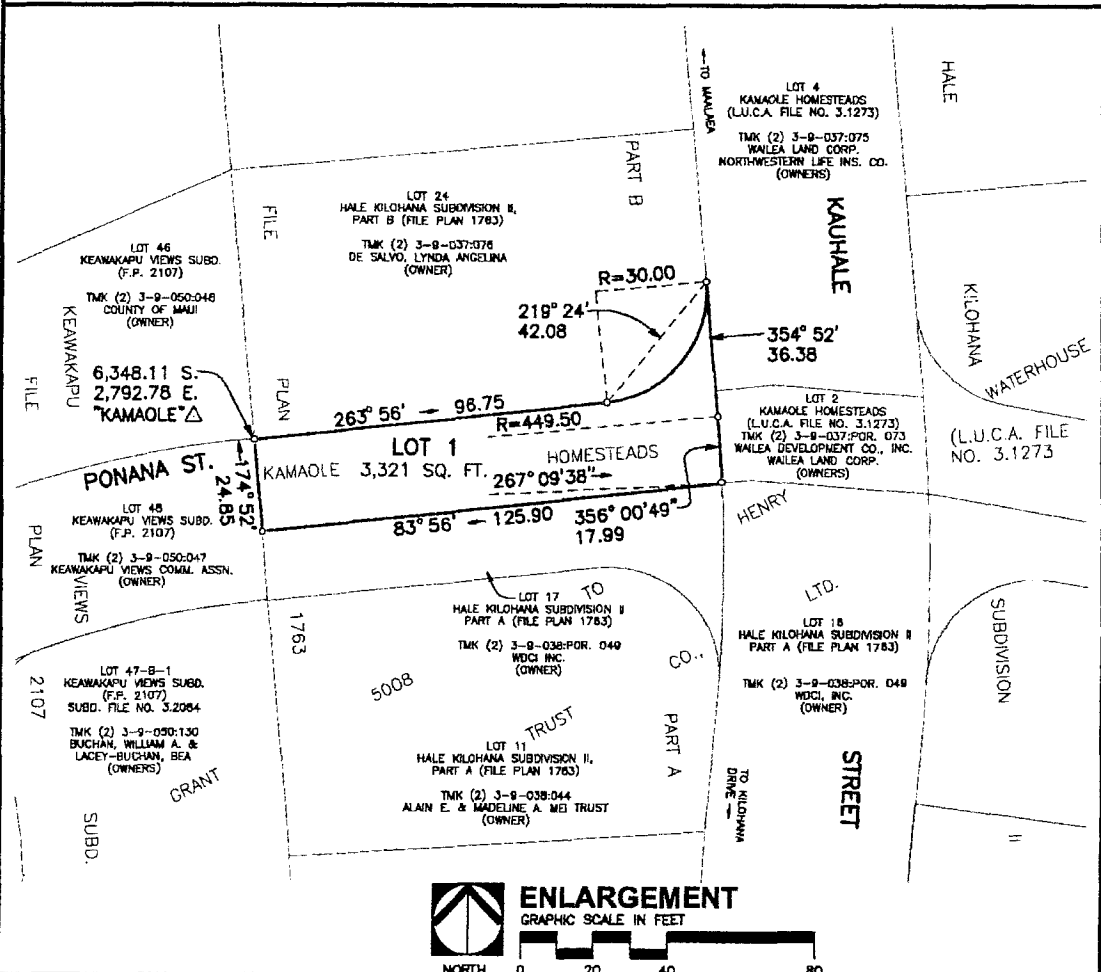 ← TO MAALAEA
HALE
LOT 4
KAMAOLE HOMESTEADS
(L.U.C.A. FILE NO. 3.1273)
TMK (2) 3-9-037:075
WAILEA LAND CORP.
NORTHWESTERN LIFE INS. CO.
(OWNERS)
PART B
LOT 24
HALE KILOHANA SUBDIVISION II,
PART B (FILE PLAN 1763)
TMK (2) 3-9-037:076
DE SALVO, LYNDA ANGELINA
(OWNER)
FILE
KAUHALE
LOT 46
KEAWAKAPU VIEWS SUBD.
(F.P. 2107)
TMK (2) 3-9-050:046
COUNTY OF MAUI
(OWNER)
R=30.00
KILOHANA
KEAWAKAPU
219° 24'
42.08
354° 52'
36.38
WATERHOUSE
6,348.11 S.
2,792.78 E.
"KAMAOLE"△
FILE
PLAN
263° 56' → 96.75
R=449.50
LOT 2
KAMAOLE HOMESTEADS
(L.U.C.A. FILE NO. 3.1273)
TMK (2) 3-9-037:POR. 073
WAILEA DEVELOPMENT CO., INC.
WAILEA LAND CORP.
(OWNERS)
(L.U.C.A. FILE
NO. 3.1273
LOT 1
PONANA ST.
KAMAOLE 3,321 SQ. FT.
HOMESTEADS
267° 09' 38" →
←174° 52'
24.85
83° 56' ← 125.90
356° 00' 49"
17.99
HENRY
LOT 48
KEAWAKAPU VIEWS SUBD.
(F.P. 2107)
TMK (2) 3-9-050:047
KEAWAKAPU VIEWS COMM. ASSN.
(OWNER)
PLAN
VIEWS
1763
LOT 17
HALE KILOHANA SUBDIVISION II
PART A (FILE PLAN 1763)
TMK (2) 3-9-038:POR. 049
WDCI INC.
(OWNER)
TO
LTD.
LOT 18
HALE KILOHANA SUBDIVISION II
PART A (FILE PLAN 1763)
TMK (2) 3-9-038:POR. 049
WDCI, INC.
(OWNER)
SUBDIVISION
CO.,
2107
LOT 47-B-1
KEAWAKAPU VIEWS SUBD.
(F.P. 2107)
SUBD. FILE NO. 3.2064
TMK (2) 3-9-050:130
BUCHAN, WILLIAM A. &
LACEY-BUCHAN, BEA
(OWNERS)
5008
TRUST
PART A
LOT 11
HALE KILOHANA SUBDIVISION II,
PART A (FILE PLAN 1763)
TMK (2) 3-9-038:044
ALAIN E. & MADELINE A. MEI TRUST
(OWNER)
GRANT
STREET
TO KILOHANA
DRIVE →
SUBD.
II
ENLARGEMENT
GRAPHIC SCALE IN FEET
NORTH
0 20 40 80